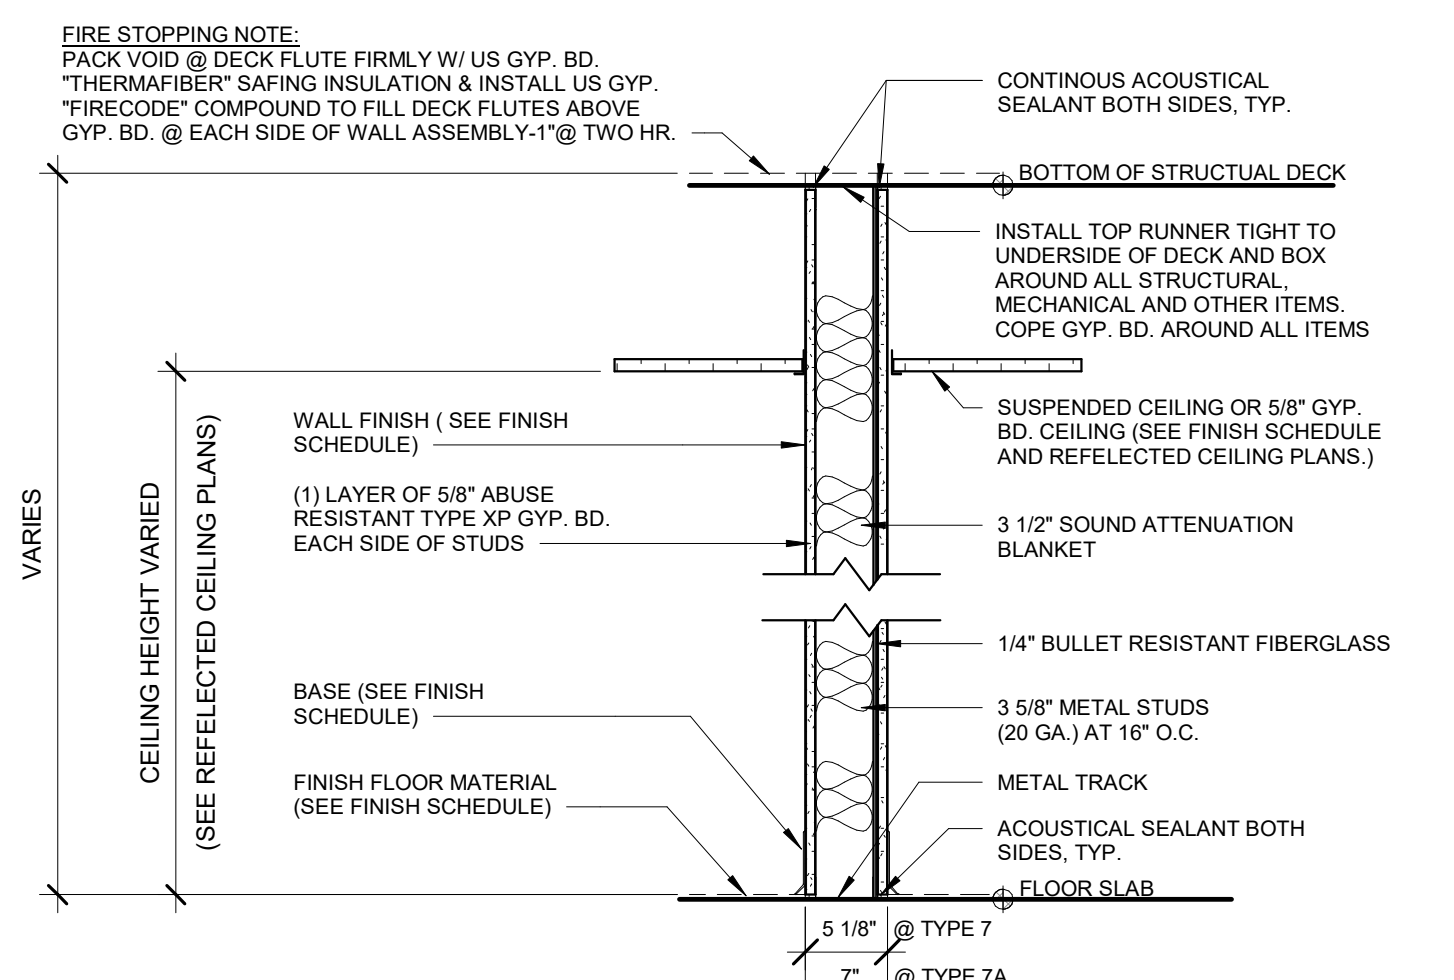 FIRE STOPPING NOTE:
PACK VOID @ DECK FLUTE FIRMLY W/ US GYP. BD.
"THERMAFIBER" SAFING INSULATION & INSTALL US GYP.
"FIRECODE" COMPOUND TO FILL DECK FLUTES ABOVE
GYP. BD. @ EACH SIDE OF WALL ASSEMBLY-1"@ TWO HR.
CONTINOUS ACOUSTICAL
SEALANT BOTH SIDES, TYP.
BOTTOM OF STRUCTUAL DECK
INSTALL TOP RUNNER TIGHT TO
UNDERSIDE OF DECK AND BOX
AROUND ALL STRUCTURAL,
MECHANICAL AND OTHER ITEMS.
COPE GYP. BD. AROUND ALL ITEMS
SUSPENDED CEILING OR 5/8" GYP.
BD. CEILING (SEE FINISH SCHEDULE
AND REFELECTED CEILING PLANS.)
WALL FINISH ( SEE FINISH
SCHEDULE)
(1) LAYER OF 5/8" ABUSE
RESISTANT TYPE XP GYP. BD.
EACH SIDE OF STUDS
3 1/2" SOUND ATTENUATION
BLANKET
VARIES
CEILING HEIGHT VARIED
(SEE REFELECTED CEILING PLANS)
1/4" BULLET RESISTANT FIBERGLASS
BASE (SEE FINISH
SCHEDULE)
3 5/8" METAL STUDS
(20 GA.) AT 16" O.C.
FINISH FLOOR MATERIAL
(SEE FINISH SCHEDULE)
METAL TRACK
ACOUSTICAL SEALANT BOTH
SIDES, TYP.
FLOOR SLAB
5 1/8" @ TYPE 7
7" @ TYPE 7A